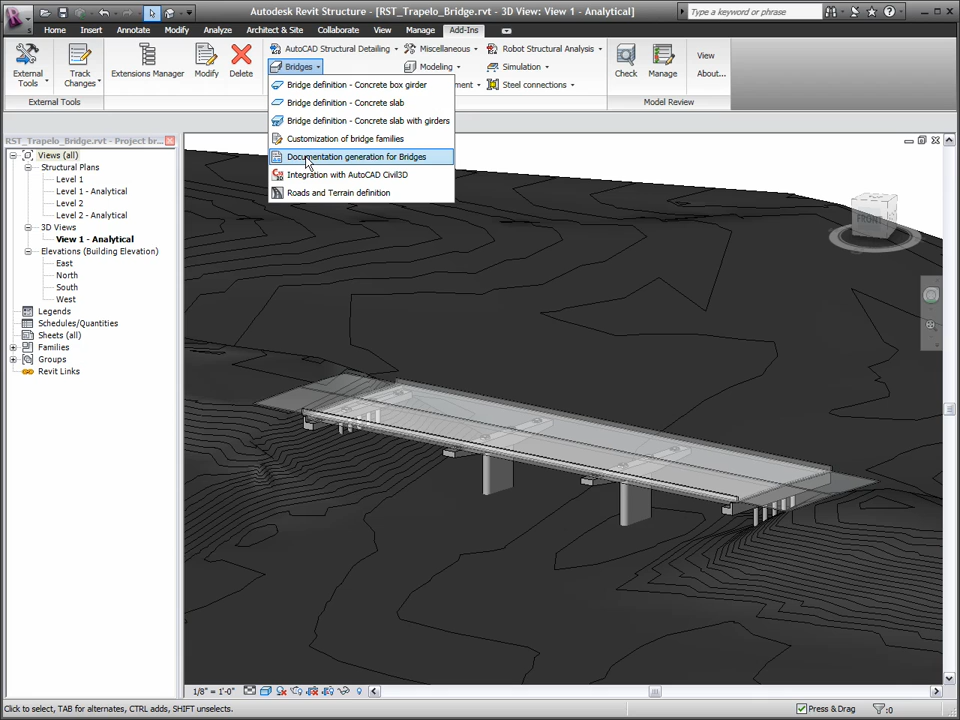 Autodesk Revit Structure - [RST_Trapelo_Bridge.rvt - 3D View: View 1 - Analytical]
Type a keyword or phrase
Home Insert Annotate Modify Analyze Architect & Site Collaborate View Manage Add-Ins
External Tools
Track Changes
Extensions Manager
Modify
Delete
AutoCAD Structural Detailing
Miscellaneous
Robot Structural Analysis
Bridges
Modeling
Simulation
Steel connections
Check
Manage
View
About...
External Tools
Model Review
Bridge definition - Concrete box girder
Bridge definition - Concrete slab
Bridge definition - Concrete slab with girders
Customization of bridge families
Documentation generation for Bridges
Integration with AutoCAD Civil3D
Roads and Terrain definition
RST_Trapelo_Bridge.rvt - Project br...
Views (all)
Structural Plans
Level 1
Level 1 - Analytical
Level 2
Level 2 - Analytical
3D Views
View 1 - Analytical
Elevations (Building Elevation)
East
North
South
West
Legends
Schedules/Quantities
Sheets (all)
Families
Groups
Revit Links
FRONT
1/8" = 1'-0"
Click to select, TAB for alternates, CTRL adds, SHIFT unselects.
Press & Drag
:0